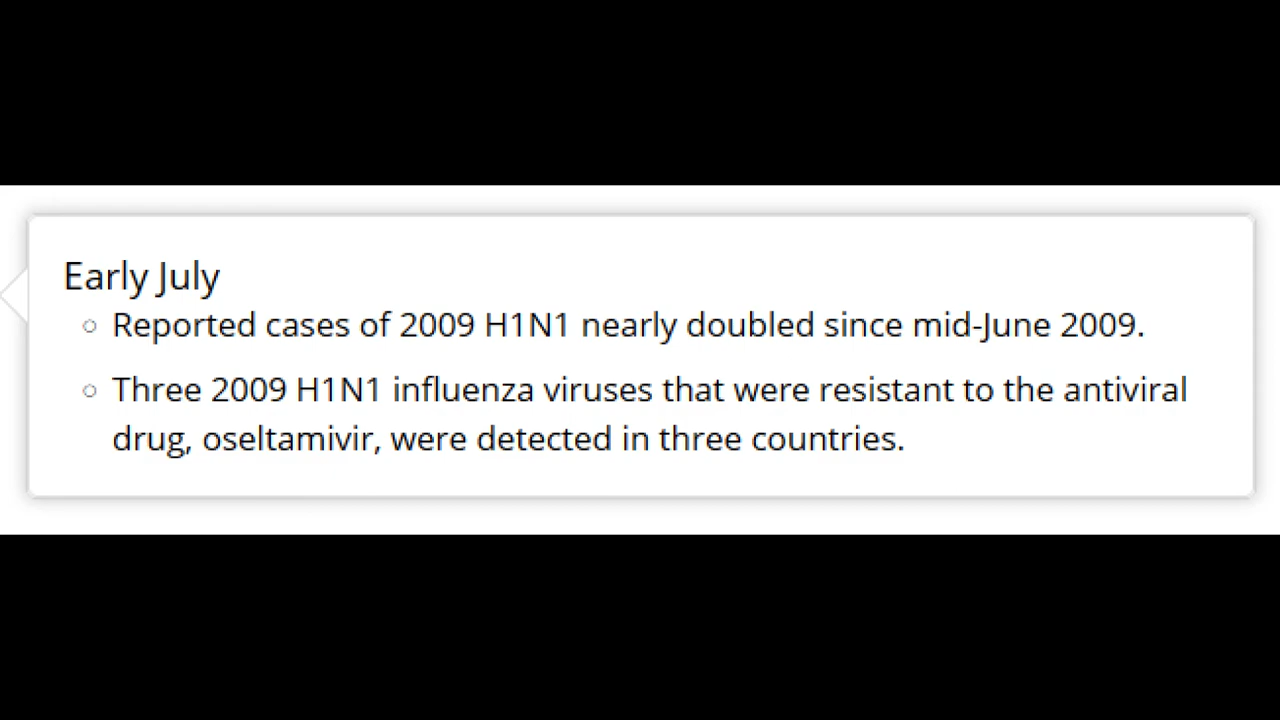 Early July
Reported cases of 2009 H1N1 nearly doubled since mid-June 2009.
Three 2009 H1N1 influenza viruses that were resistant to the antiviral
drug, oseltamivir, were detected in three countries.